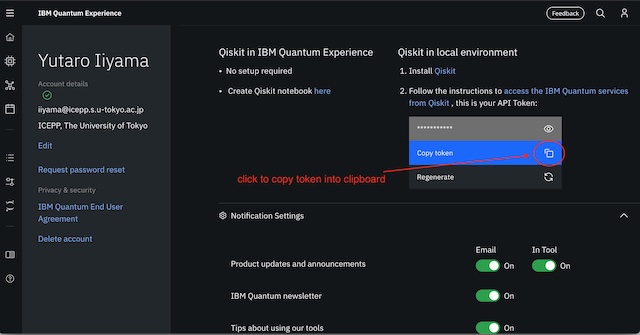 IBM Quantum Experience
Feedback
Yutaro Iiyama
Account details
iiyama@icepp.s.u-tokyo.ac.jp
ICEPP, The University of Tokyo
Edit
Request password reset
Privacy & security
IBM Quantum End User
Agreement
Delete account
Qiskit in IBM Quantum Experience
• No setup required
• Create Qiskit notebook here
Qiskit in local environment
1. Install Qiskit
2. Follow the instructions to access the IBM Quantum services
from Qiskit , this is your API Token:
***********
Copy token
Regenerate
click to copy token into clipboard
Notification Settings
Email
In Tool
Product updates and announcements
On
On
IBM Quantum newsletter
On
Tips about using our tools
On